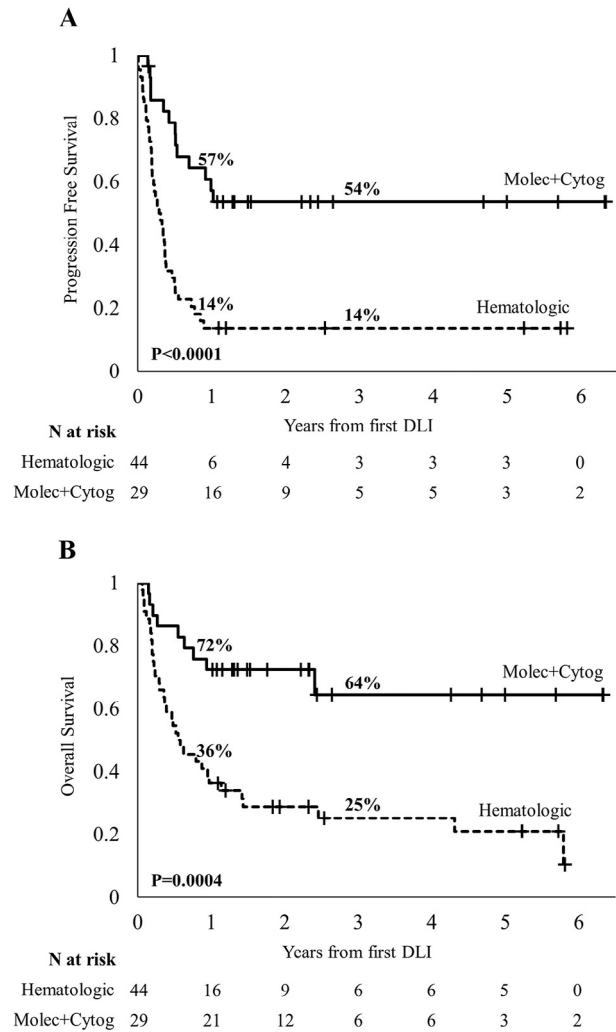 A
Progression Free Survival
1
0.8
0.6
0.4
0.2
0
57%
54%
Molec+Cytog
14%
14%
Hematologic
P<0.0001
0 1 2 3 4 5 6
Years from first DLI
N at risk
Hematologic 44 6 4 3 3 3 0
Molec+Cytog 29 16 9 5 5 3 2
B
Overall Survival
1
0.8
0.6
0.4
0.2
0
72%
64%
Molec+Cytog
36%
25%
Hematologic
P=0.0004
0 1 2 3 4 5 6
Years from first DLI
N at risk
Hematologic 44 16 9 6 6 5 0
Molec+Cytog 29 21 12 6 6 3 2